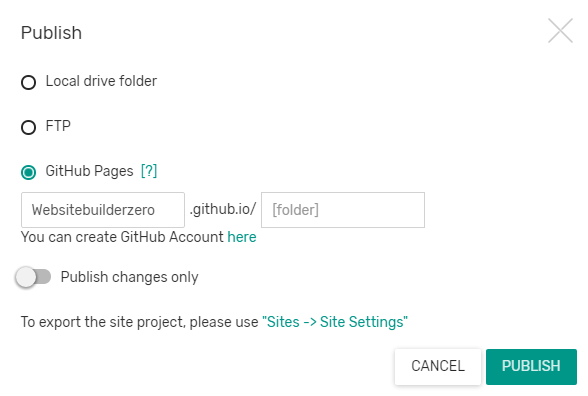 Publish
Local drive folder
FTP
GitHub Pages [?]
Websitebuilderzero .github.io/ [folder]
You can create GitHub Account here
Publish changes only
To export the site project, please use "Sites -> Site Settings"
CANCEL PUBLISH